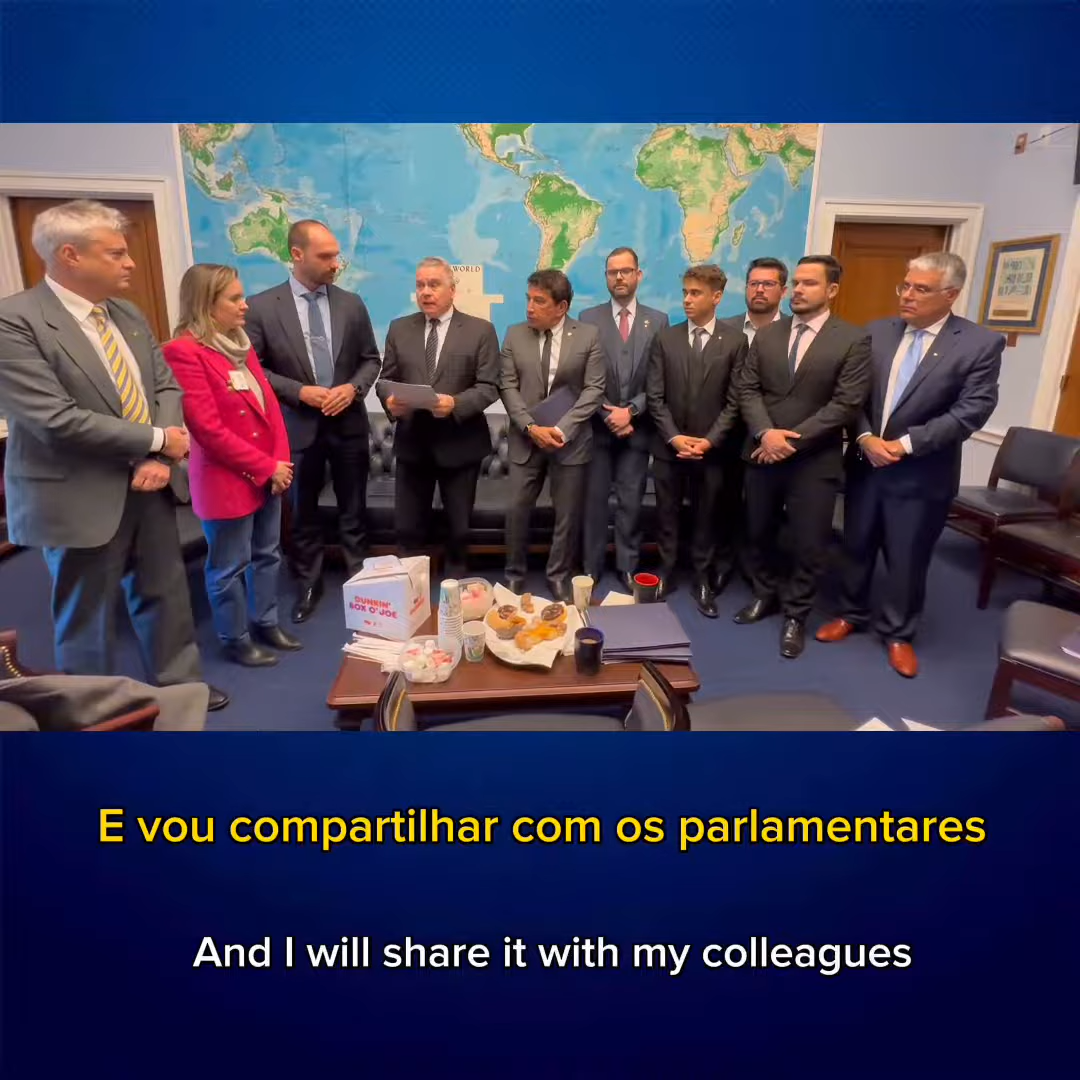 WORLD
DUNKIN'
BOX O' JOE
E vou compartilhar com os parlamentares
And I will share it with my colleagues